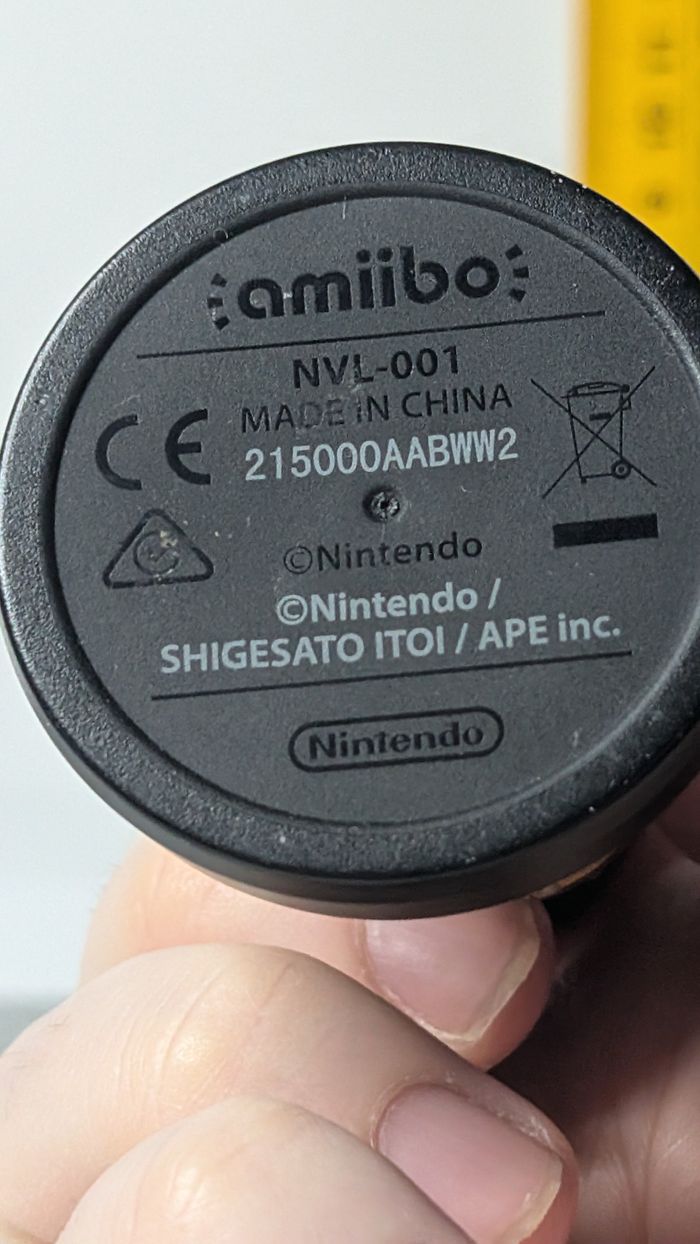 amiibo
NVL-001
MADE IN CHINA
CE
215000AABWW2
©Nintendo
©Nintendo /
SHIGESATO ITOI / APE inc.
Nintendo